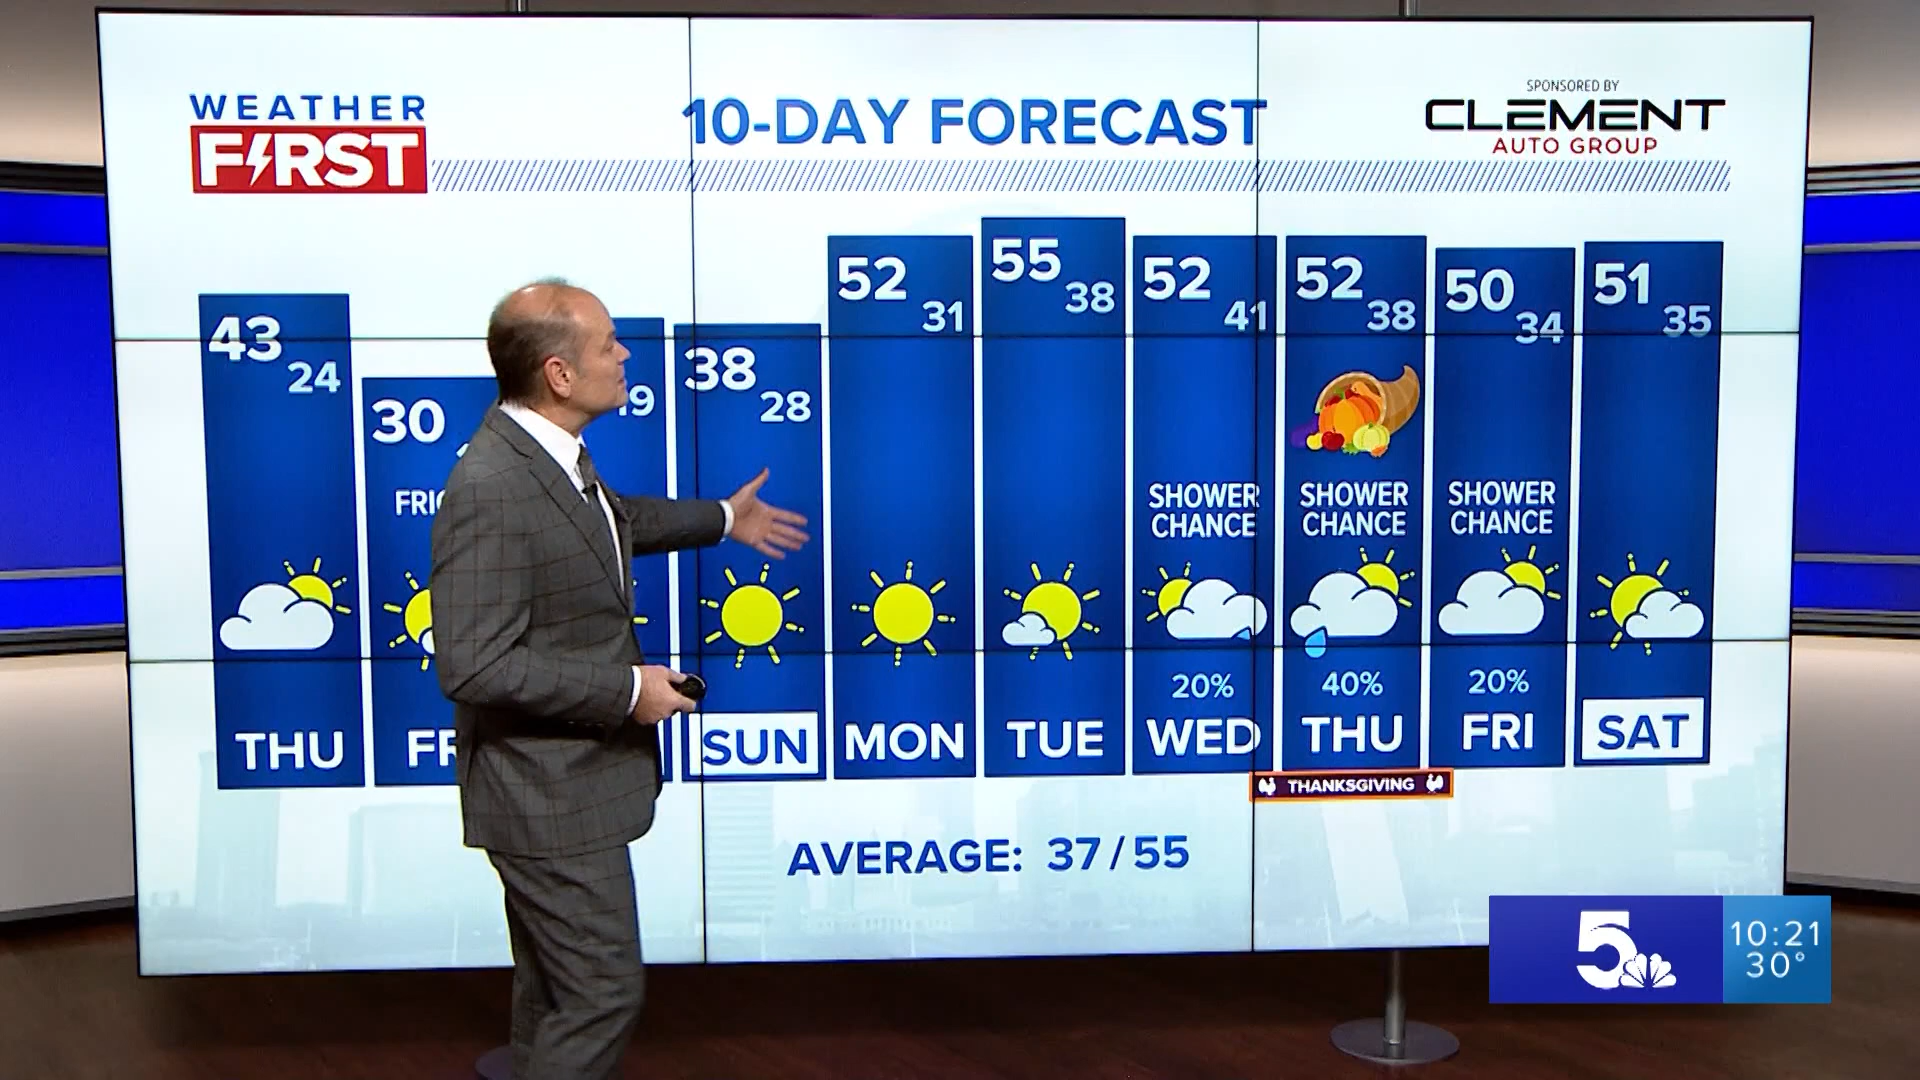 WEATHER
FIRST
10-DAY FORECAST
SPONSORED BY
CLEMENT
AUTO GROUP
43 24
30
19
38 28
52 31
55 38
52 41
52 38
50 34
51 35
SHOWER
CHANCE
SHOWER
CHANCE
SHOWER
CHANCE
20%
40%
20%
THU
SUN
MON
TUE
WED
THU
FRI
SAT
THANKSGIVING
AVERAGE: 37/55
5
10:21
30°